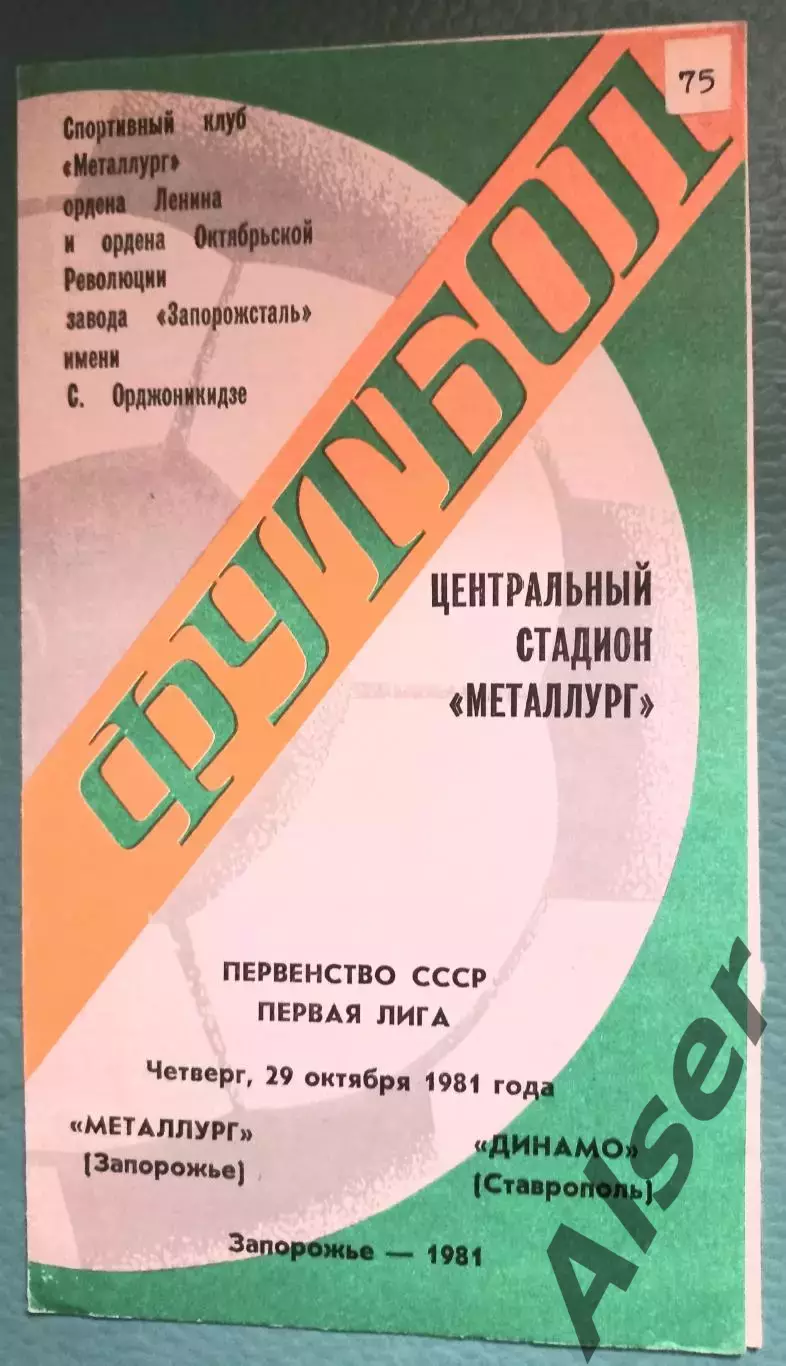 75
Спортивный клуб
«Металлург»
ордена Ленина
и ордена Октябрьской
Революции
завода «Запорожсталь»
имени
С. Орджоникидзе
ФУТБОЛ
ЦЕНТРАЛЬНЫЙ
СТАДИОН
«МЕТАЛЛУРГ»
ПЕРВЕНСТВО СССР
ПЕРВАЯ ЛИГА
Четверг, 29 октября 1981 года
«МЕТАЛЛУРГ»
(Запорожье)
«ДИНАМО»
(Ставрополь)
Запорожье — 1981
Alser